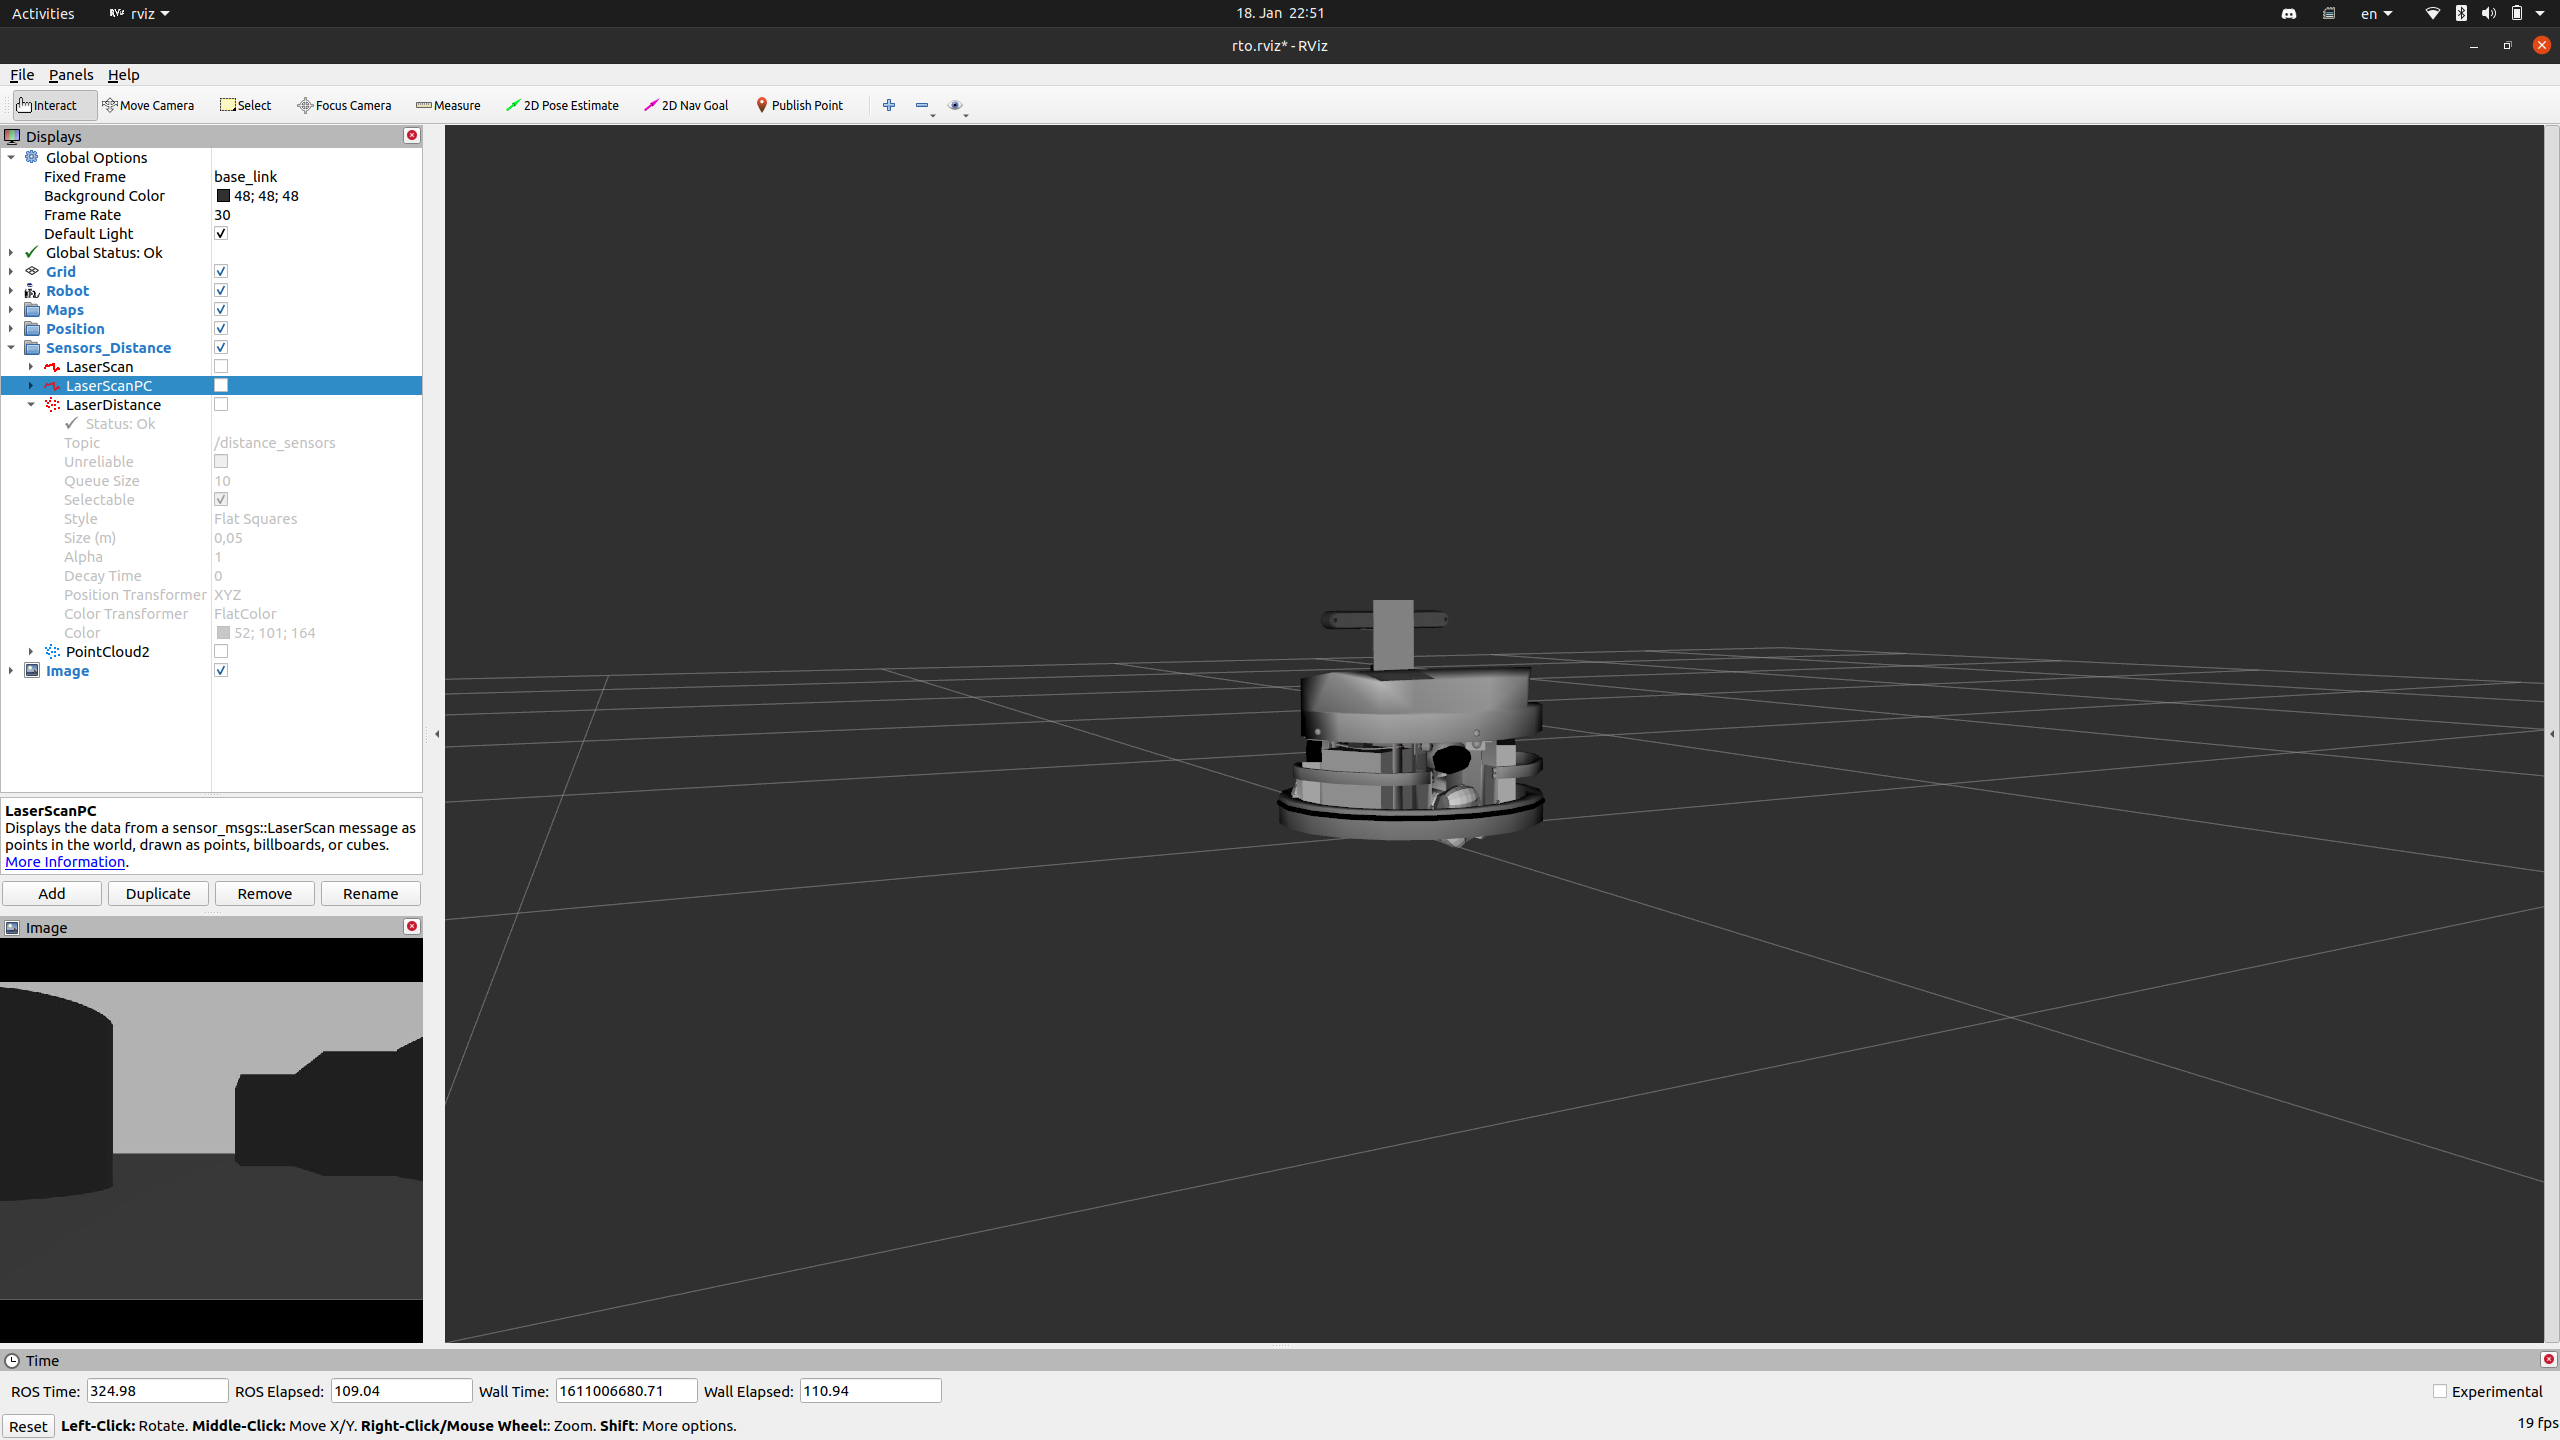 Activities rviz 18. Jan 22:51 en
rto.rviz* - RViz
File Panels Help
Interact Move Camera Select Focus Camera Measure 2D Pose Estimate 2D Nav Goal Publish Point
Displays
Global Options
Fixed Frame base_link
Background Color 48; 48; 48
Frame Rate 30
Default Light
Global Status: Ok
Grid
Robot
Maps
Position
Sensors_Distance
LaserScan
LaserScanPC
LaserDistance
Status: Ok
Topic /distance_sensors
Unreliable
Queue Size 10
Selectable
Style Flat Squares
Size (m) 0,05
Alpha 1
Decay Time 0
Position Transformer XYZ
Color Transformer FlatColor
Color 52; 101; 164
PointCloud2
Image
LaserScanPC
Displays the data from a sensor_msgs::LaserScan message as
points in the world, drawn as points, billboards, or cubes.
More Information.
Add Duplicate Remove Rename
Image
Time
ROS Time: 324.98 ROS Elapsed: 109.04 Wall Time: 1611006680.71 Wall Elapsed: 110.94 Experimental
Reset Left-Click: Rotate. Middle-Click: Move X/Y. Right-Click/Mouse Wheel:: Zoom. Shift: More options. 19 fps